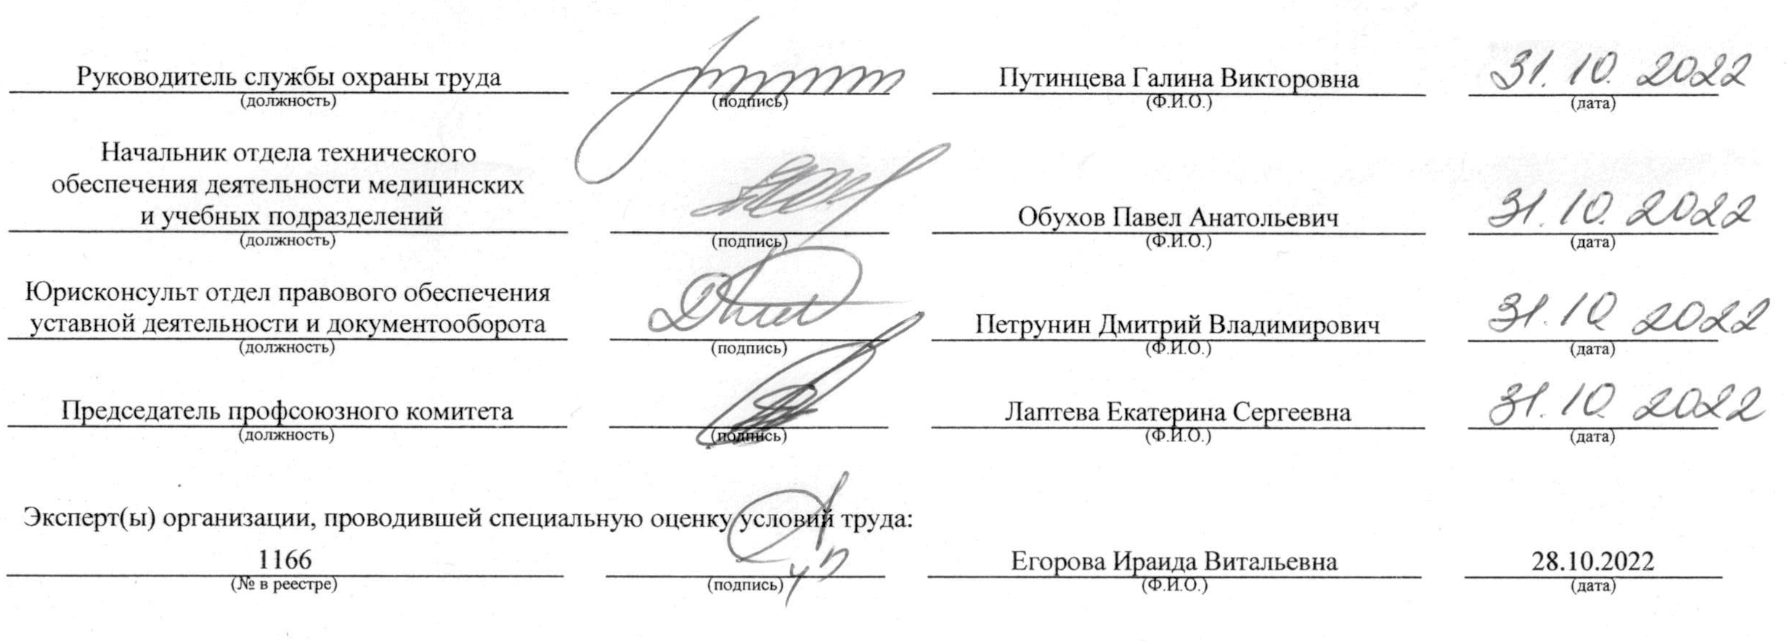 Руководитель службы охраны труда Путинцева Галина Викторовна 31.10.2022
(должность) (подпись) (Ф.И.О.) (дата)
Начальник отдела технического
обеспечения деятельности медицинских
и учебных подразделений Обухов Павел Анатольевич 31.10.2022
(должность) (подпись) (Ф.И.О.) (дата)
Юрисконсульт отдел правового обеспечения
уставной деятельности и документооборота Петрунин Дмитрий Владимирович 31.10.2022
(должность) (подпись) (Ф.И.О.) (дата)
Председатель профсоюзного комитета Лаптева Екатерина Сергеевна 31.10.2022
(должность) (подпись) (Ф.И.О.) (дата)
Эксперт(ы) организации, проводившей специальную оценку условий труда:
1166 Егорова Ираида Витальевна 28.10.2022
(№ в реестре) (подпись) (Ф.И.О.) (дата)